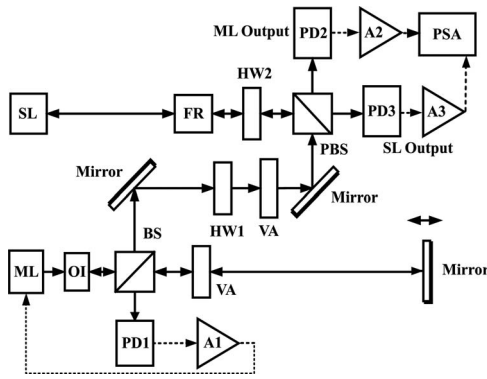 ML Output
PD2
A2
PSA
HW2
SL
FR
PD3
A3
SL Output
PBS
Mirror
Mirror
HW1
VA
BS
ML
OI
VA
Mirror
PD1
A1